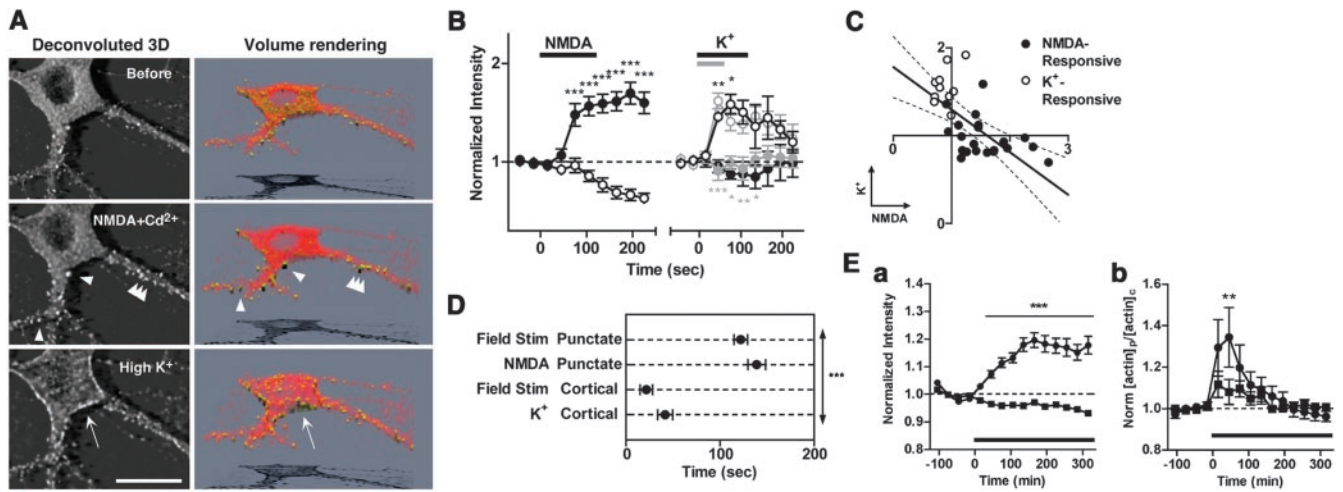 A
Deconvoluted 3D
Volume rendering
Before
NMDA+Cd²⁺
High K⁺
B
NMDA
K⁺
*** *** *** *** *** ***
** *
*** * ** *
2
1
Normalized Intensity
0 100 200
0 100 200
Time (sec)
C
2
0
3
0
K⁺
NMDA
NMDA-
Responsive
K⁺-
Responsive
D
Field Stim Punctate
NMDA Punctate
Field Stim Cortical
K⁺ Cortical
***
0 100 200
Time (sec)
E
a
***
1.4
1.3
1.2
1.1
1.0
0.9
0.8
Normalized Intensity
-100 0 100 200 300
Time (min)
b
**
1.6
1.4
1.2
1.0
0.8
Norm [actin]p/[actin]c
-100 0 100 200 300
Time (min)